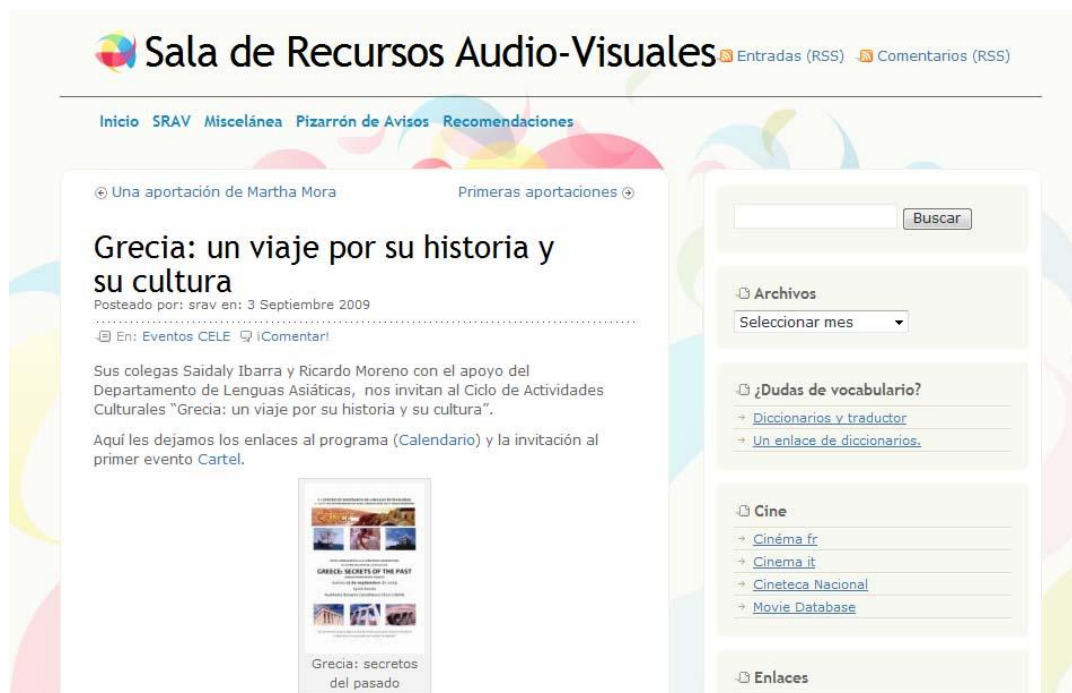 Sala de Recursos Audio-Visuales
Entradas (RSS) Comentarios (RSS)
Inicio SRAV Miscelánea Pizarrón de Avisos Recomendaciones
Una aportación de Martha Mora
Primeras aportaciones
Grecia: un viaje por su historia y
su cultura
Posteado por: srav en: 3 Septiembre 2009
En: Eventos CELE ¡Comentar!
Sus colegas Saidaly Ibarra y Ricardo Moreno con el apoyo del
Departamento de Lenguas Asiáticas, nos invitan al Ciclo de Actividades
Culturales "Grecia: un viaje por su historia y su cultura".
Aquí les dejamos los enlaces al programa (Calendario) y la invitación al
primer evento Cartel.
GREECE: SECRETS OF THE PAST
Grecia: secretos
del pasado
Buscar
Archivos
Seleccionar mes
¿Dudas de vocabulario?
Diccionarios y traductor
Un enlace de diccionarios.
Cine
Cinéma fr
Cinema it
Cineteca Nacional
Movie Database
Enlaces